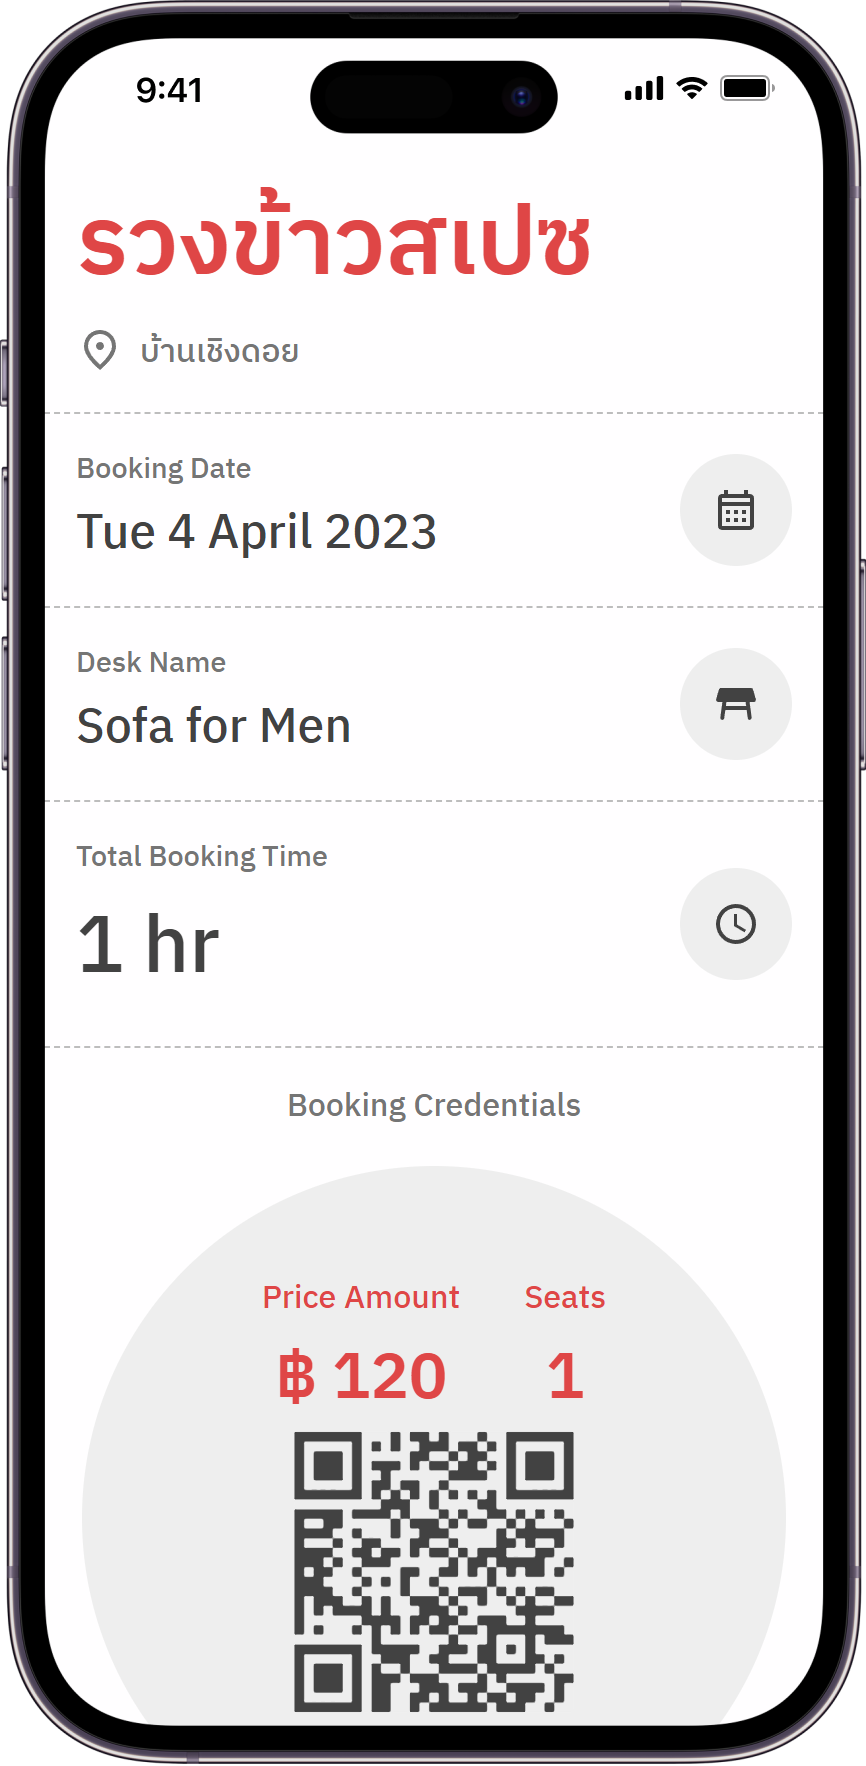 9:41
รวงข้าวสเปซ
บ้านเชิงดอย
Booking Date
Tue 4 April 2023
Desk Name
Sofa for Men
Total Booking Time
1 hr
Booking Credentials
Price Amount Seats
฿ 120 1